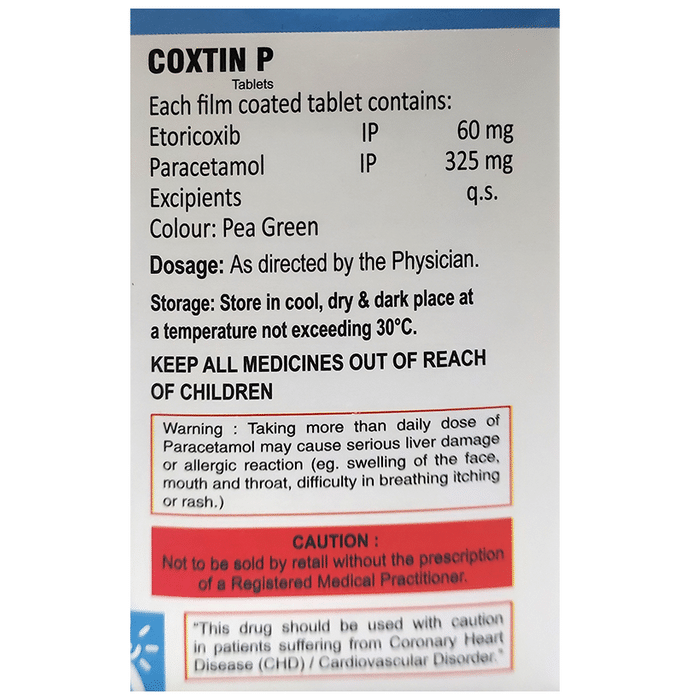 COXTIN P
Tablets
Each film coated tablet contains:
Etoricoxib IP 60 mg
Paracetamol IP 325 mg
Excipients q.s.
Colour: Pea Green
Dosage: As directed by the Physician.
Storage: Store in cool, dry & dark place at
a temperature not exceeding 30°C.
KEEP ALL MEDICINES OUT OF REACH
OF CHILDREN
Warning : Taking more than daily dose of
Paracetamol may cause serious liver damage
or allergic reaction (eg. swelling of the face,
mouth and throat, difficulty in breathing itching
or rash.)
CAUTION :
Not to be sold by retail without the prescription
of a Registered Medical Practitioner.
"This drug should be used with caution
in patients suffering from Coronary Heart
Disease (CHD) / Cardiovascular Disorder."